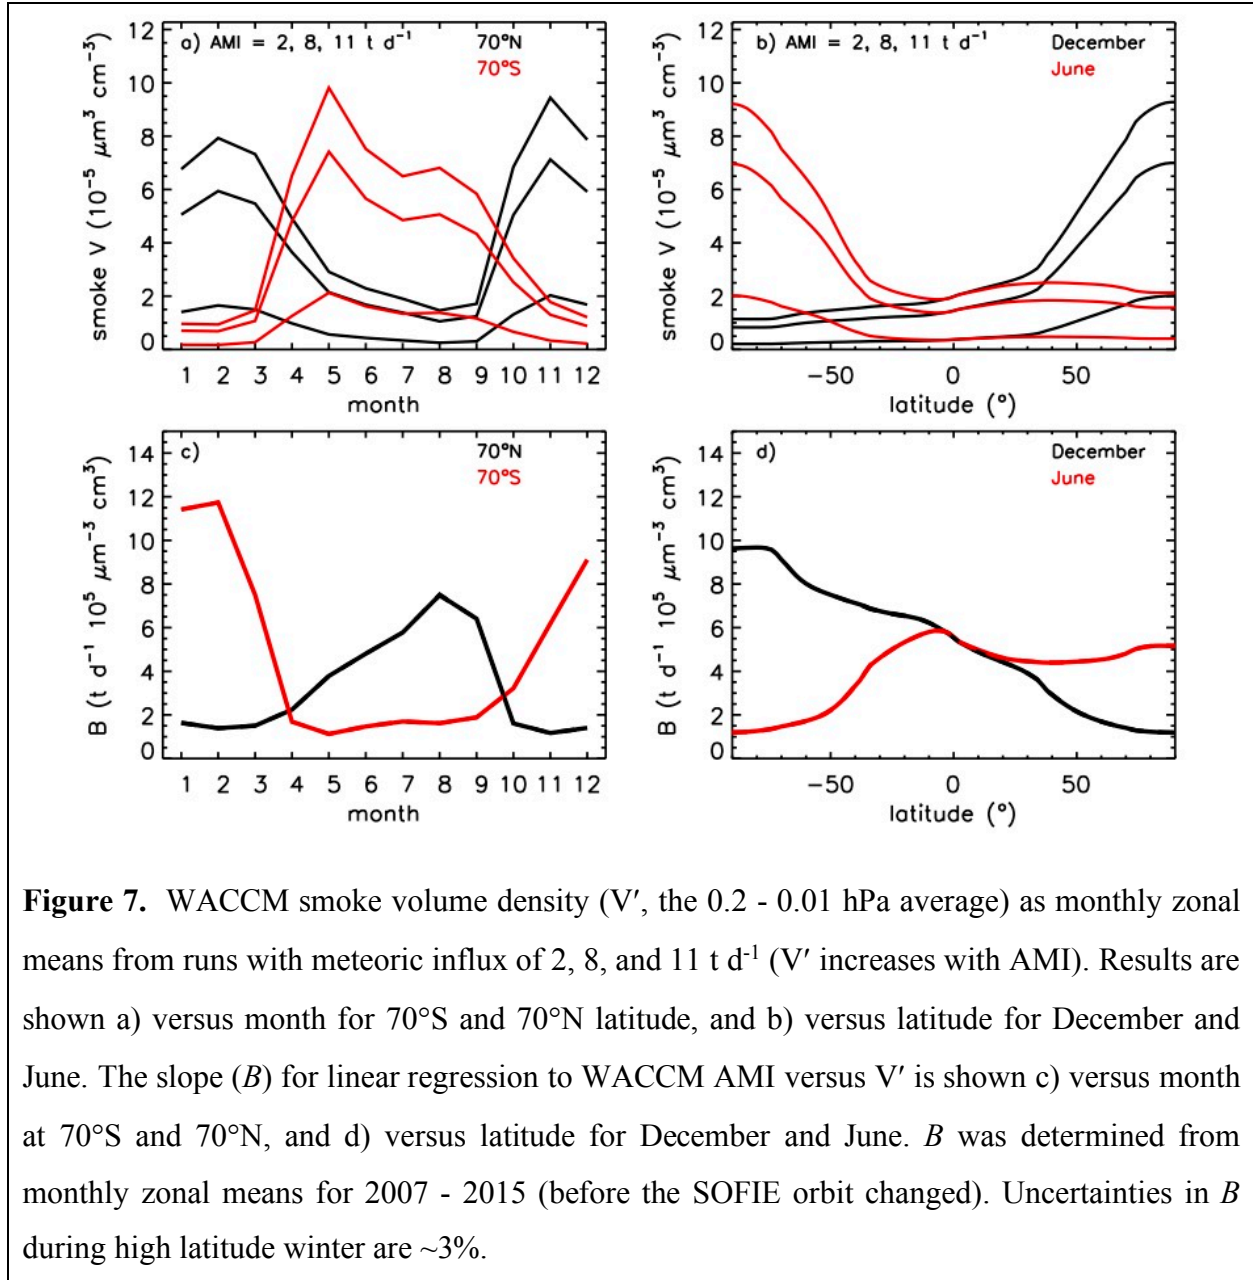 a) AMI = 2, 8, 11 t d⁻¹
70°N
70°S
smoke V (10⁻⁵ μm³ cm⁻³)
12
10
8
6
4
2
0
1 2 3 4 5 6 7 8 9 10 11 12
month
b) AMI = 2, 8, 11 t d⁻¹
December
June
smoke V (10⁻⁵ μm³ cm⁻³)
12
10
8
6
4
2
0
−50 0 50
latitude (°)
c)
70°N
70°S
B (t d⁻¹ 10⁵ μm⁻³ cm³)
14
12
10
8
6
4
2
0
1 2 3 4 5 6 7 8 9 10 11 12
month
d)
December
June
B (t d⁻¹ 10⁵ μm⁻³ cm³)
14
12
10
8
6
4
2
0
−50 0 50
latitude (°)
Figure 7. WACCM smoke volume density (V′, the 0.2 - 0.01 hPa average) as monthly zonal
means from runs with meteoric influx of 2, 8, and 11 t d⁻¹ (V′ increases with AMI). Results are
shown a) versus month for 70°S and 70°N latitude, and b) versus latitude for December and
June. The slope (B) for linear regression to WACCM AMI versus V′ is shown c) versus month
at 70°S and 70°N, and d) versus latitude for December and June. B was determined from
monthly zonal means for 2007 - 2015 (before the SOFIE orbit changed). Uncertainties in B
during high latitude winter are ~3%.